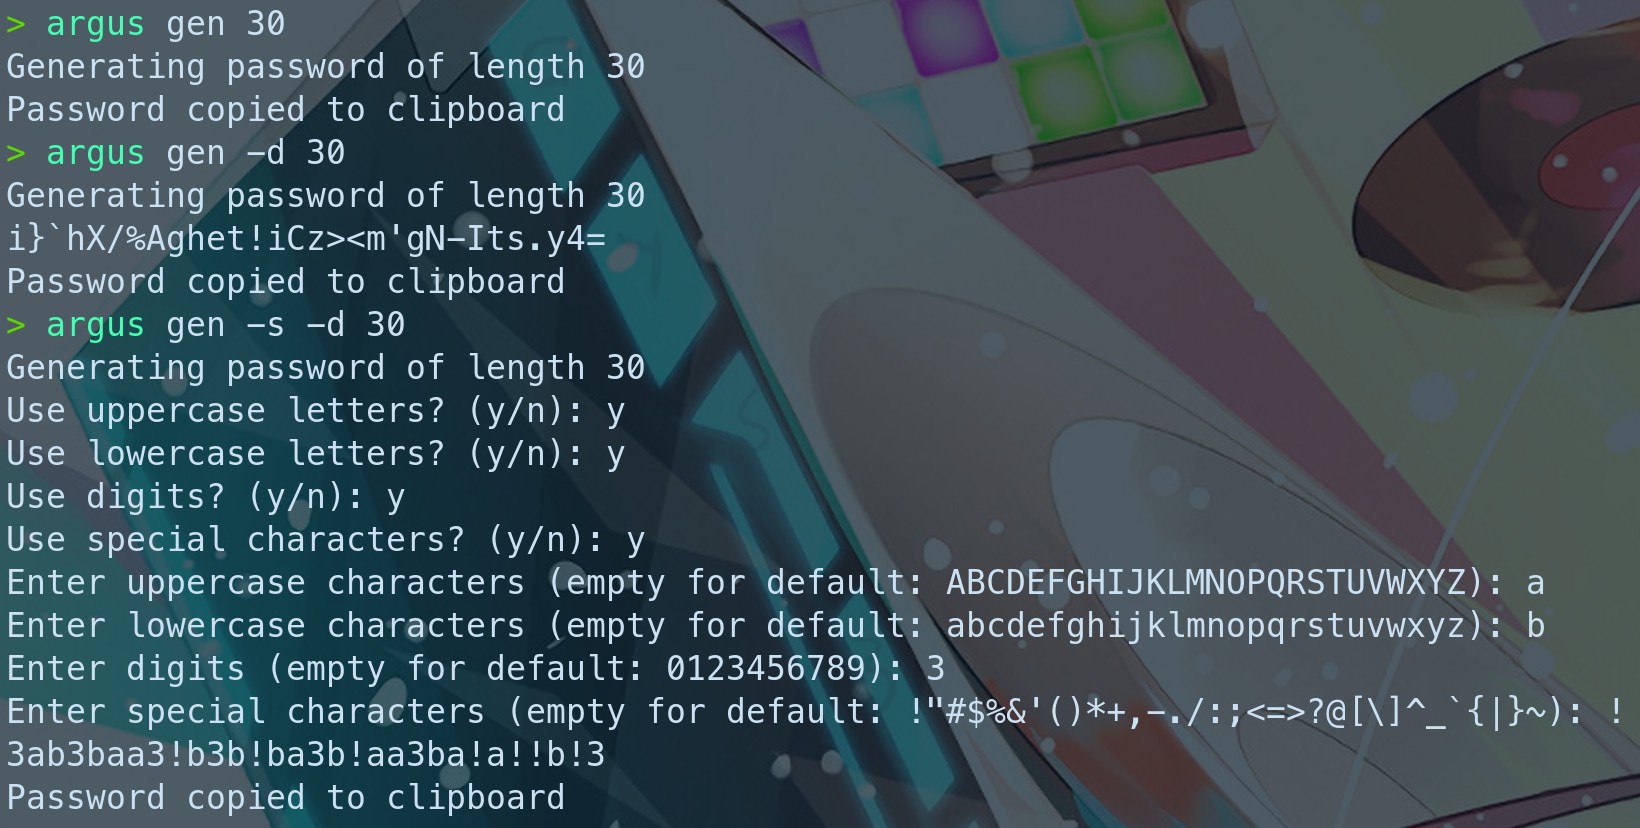 > argus gen 30
Generating password of length 30
Password copied to clipboard
> argus gen -d 30
Generating password of length 30
i}`hX/%Aghet!iCz><m'gN-Its.y4=
Password copied to clipboard
> argus gen -s -d 30
Generating password of length 30
Use uppercase letters? (y/n): y
Use lowercase letters? (y/n): y
Use digits? (y/n): y
Use special characters? (y/n): y
Enter uppercase characters (empty for default: ABCDEFGHIJKLMNOPQRSTUVWXYZ): a
Enter lowercase characters (empty for default: abcdefghijklmnopqrstuvwxyz): b
Enter digits (empty for default: 0123456789): 3
Enter special characters (empty for default: !"#$%&'()*+,-./:;<=>?@[\]^_`{|}~): !
3ab3baa3!b3b!ba3b!aa3ba!a!!b!3
Password copied to clipboard